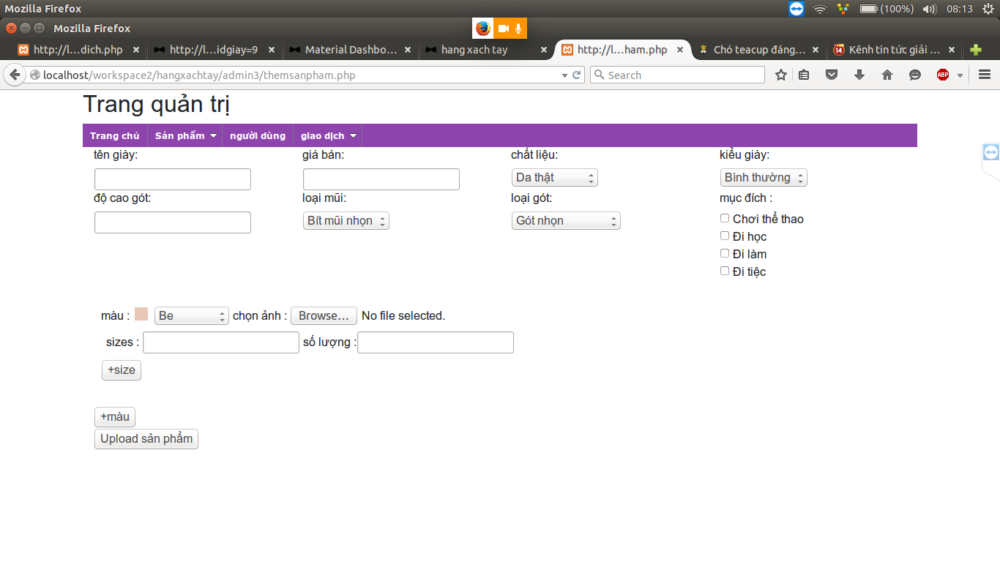 Mozilla Firefox (100%) 08:13
Mozilla Firefox
http://l...dich.php http://l...idgiay=9 Material Dashbo... hang xach tay http://l...ham.php Chó teacup đáng... 14 Kênh tin tức giải ...
localhost/workspace2/hangxachtay/admin3/themsanpham.php Search ABP
Trang quản trị
Trang chủ Sản phẩm người dùng giao dịch
tên giày: giá bán: chất liệu: kiểu giày:
Da thật Bình thường
độ cao gót: loại mũi: loại gót: mục đích :
Bít mũi nhọn Gót nhọn Chơi thể thao
Đi học
Đi làm
Đi tiệc
màu : Be chọn ảnh : Browse... No file selected.
sizes : số lượng :
+size
+màu
Upload sản phẩm